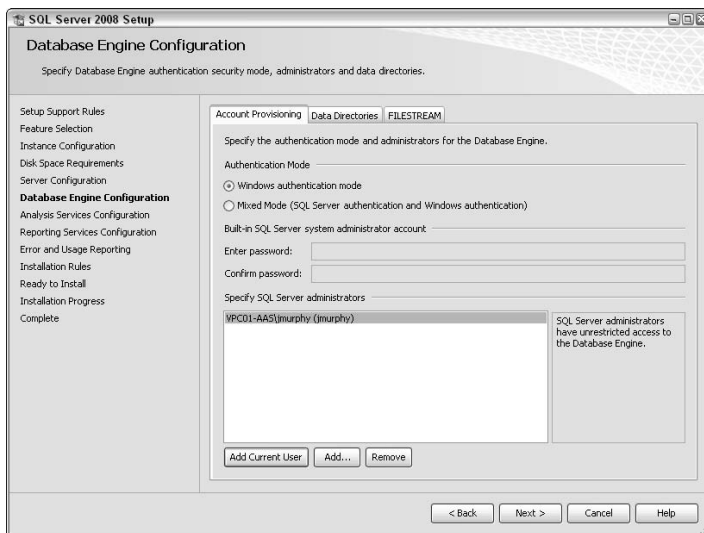 SQL Server 2008 Setup
Database Engine Configuration
Specify Database Engine authentication security mode, administrators and data directories.
Setup Support Rules
Feature Selection
Instance Configuration
Disk Space Requirements
Server Configuration
Database Engine Configuration
Analysis Services Configuration
Reporting Services Configuration
Error and Usage Reporting
Installation Rules
Ready to Install
Installation Progress
Complete
Account Provisioning Data Directories FILESTREAM
Specify the authentication mode and administrators for the Database Engine.
Authentication Mode
Windows authentication mode
Mixed Mode (SQL Server authentication and Windows authentication)
Built-in SQL Server system administrator account
Enter password:
Confirm password:
Specify SQL Server administrators
VPC01-AAS\jmurphy (jmurphy)
SQL Server administrators
have unrestricted access to
the Database Engine.
Add Current User Add... Remove
< Back Next > Cancel Help